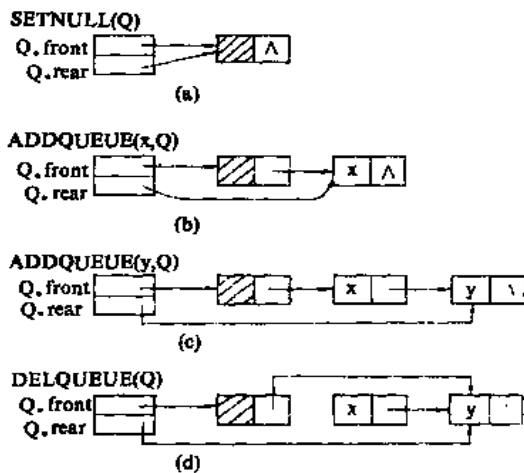 SETNULL(Q)
Q.front
∧
Q.rear
(a)
ADDQUEUE(x,Q)
Q.front
x ∧
Q.rear
(b)
ADDQUEUE(y,Q)
Q.front
x y
Q.rear
(c)
DELQUEUE(Q)
Q.front
x y
Q.rear
(d)